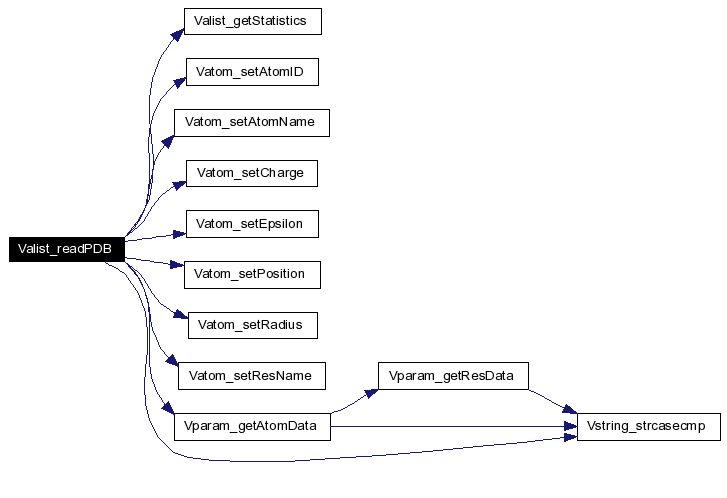 Valist_getStatistics
Vatom_setAtomID
Vatom_setAtomName
Vatom_setCharge
Valist_readPDB
Vatom_setEpsilon
Vatom_setPosition
Vatom_setRadius
Vatom_setResName
Vparam_getResData
Vparam_getAtomData
Vstring_strcasecmp